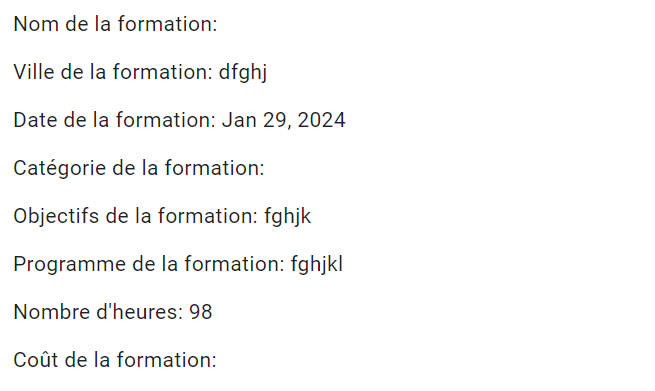 Nom de la formation:
Ville de la formation: dfghj
Date de la formation: Jan 29, 2024
Catégorie de la formation:
Objectifs de la formation: fghjk
Programme de la formation: fghjkl
Nombre d'heures: 98
Coût de la formation: